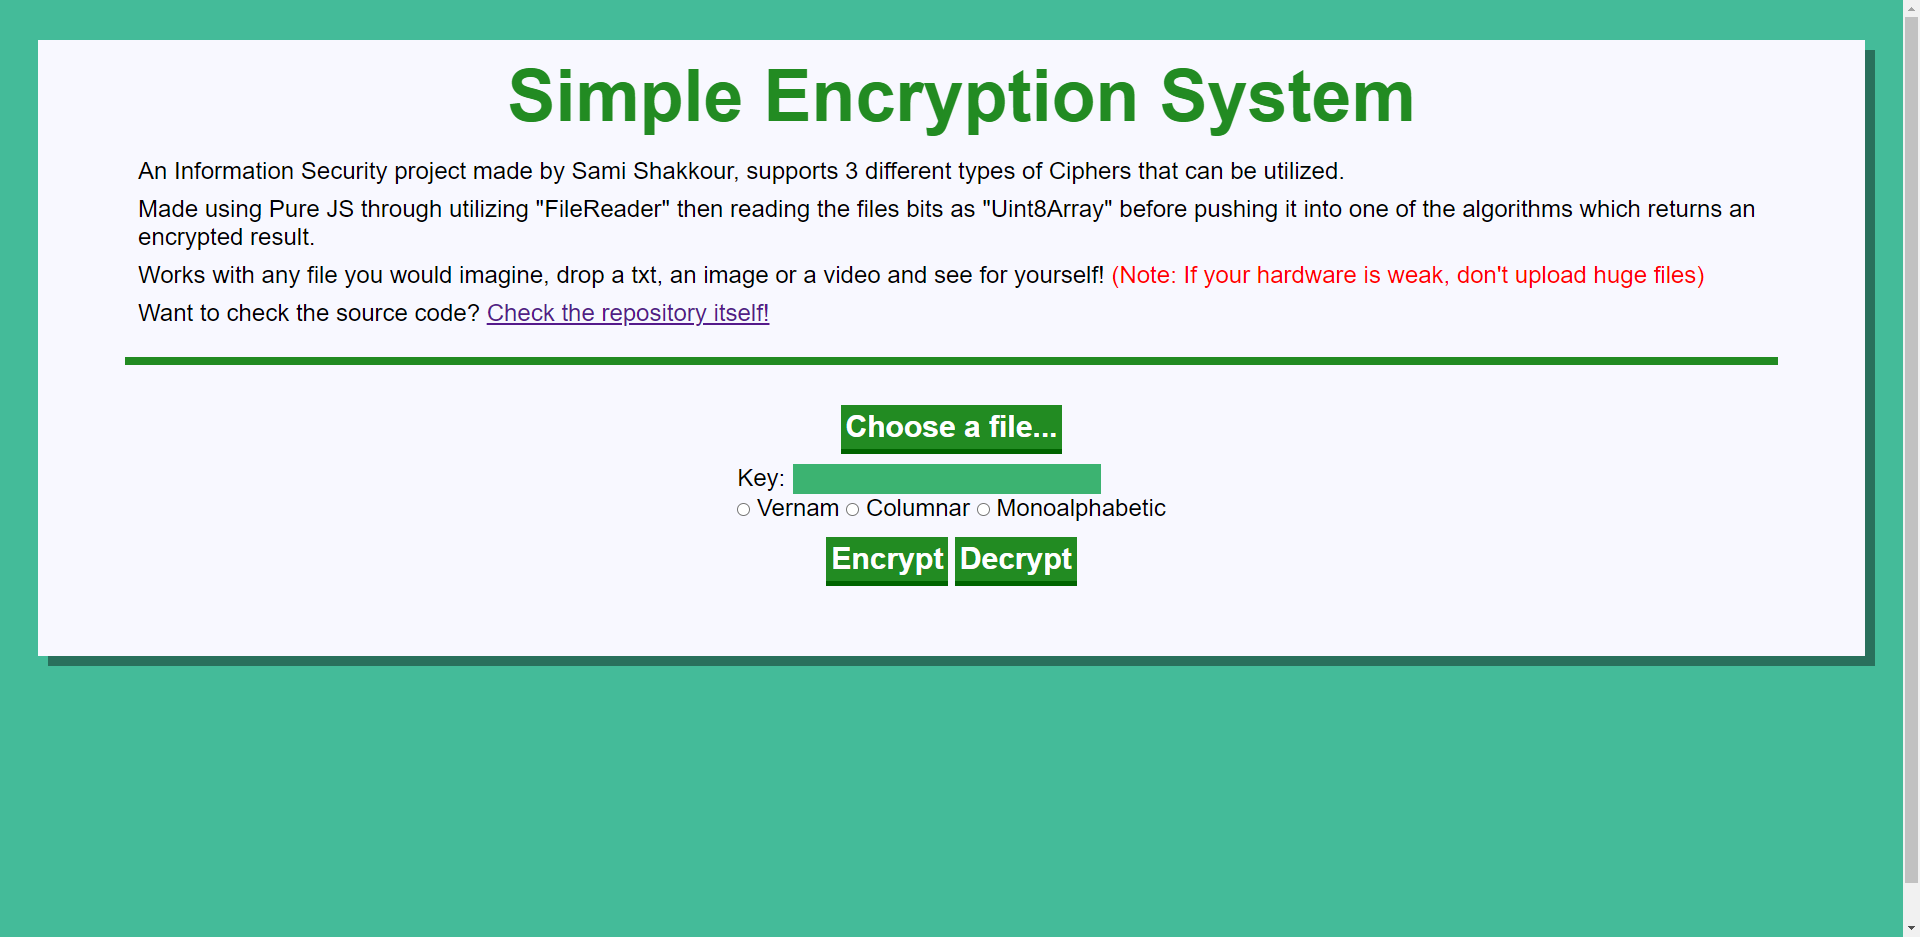 Simple Encryption System
An Information Security project made by Sami Shakkour, supports 3 different types of Ciphers that can be utilized.
Made using Pure JS through utilizing "FileReader" then reading the files bits as "Uint8Array" before pushing it into one of the algorithms which returns an
encrypted result.
Works with any file you would imagine, drop a txt, an image or a video and see for yourself! (Note: If your hardware is weak, don't upload huge files)
Want to check the source code? Check the repository itself!
Choose a file...
Key:
Vernam Columnar Monoalphabetic
Encrypt Decrypt